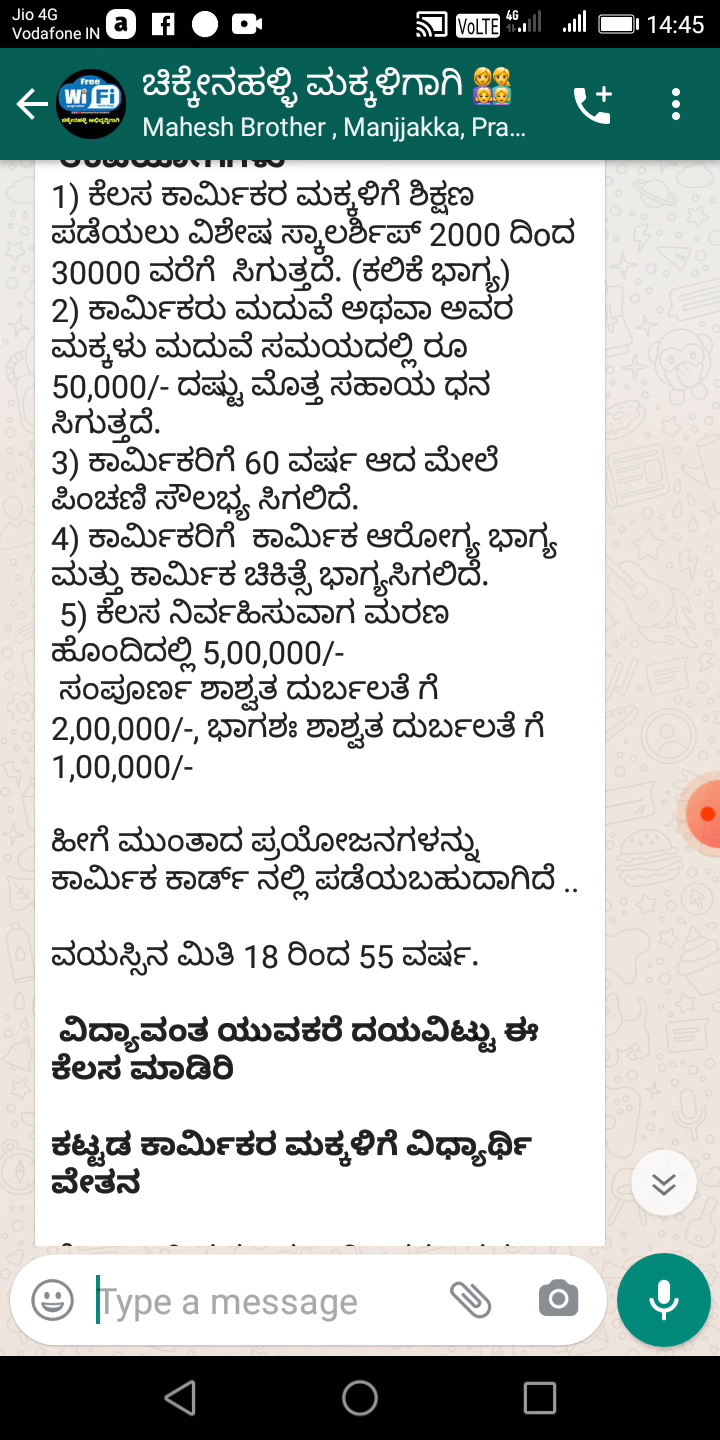 Jio 4G
Vodafone IN
a
f
VoLTE
4G
14:45
Free
Wi Fi
ಚಿಕ್ಕೇನಹಳ್ಳಿ ಮಕ್ಕಳಿಗಾಗಿ
Mahesh Brother , Manjjakka, Pra...
1) ಕೆಲಸ ಕಾರ್ಮಿಕರ ಮಕ್ಕಳಿಗೆ ಶಿಕ್ಷಣ
ಪಡೆಯಲು ವಿಶೇಷ ಸ್ಕಾಲರ್ಶಿಪ್ 2000 ದಿಂದ
30000 ವರೆಗೆ ಸಿಗುತ್ತದೆ. (ಕಲಿಕೆ ಭಾಗ್ಯ)
2) ಕಾರ್ಮಿಕರು ಮದುವೆ ಅಥವಾ ಅವರ
ಮಕ್ಕಳು ಮದುವೆ ಸಮಯದಲ್ಲಿ ರೂ
50,000/- ದಷ್ಟು ಮೊತ್ತ ಸಹಾಯ ಧನ
ಸಿಗುತ್ತದೆ.
3) ಕಾರ್ಮಿಕರಿಗೆ 60 ವರ್ಷ ಆದ ಮೇಲೆ
ಪಿಂಚಣಿ ಸೌಲಭ್ಯ ಸಿಗಲಿದೆ.
4) ಕಾರ್ಮಿಕರಿಗೆ ಕಾರ್ಮಿಕ ಆರೋಗ್ಯ ಭಾಗ್ಯ
ಮತ್ತು ಕಾರ್ಮಿಕ ಚಿಕಿತ್ಸೆ ಭಾಗ್ಯಸಿಗಲಿದೆ.
5) ಕೆಲಸ ನಿರ್ವಹಿಸುವಾಗ ಮರಣ
ಹೊಂದಿದಲ್ಲಿ 5,00,000/-
ಸಂಪೂರ್ಣ ಶಾಶ್ವತ ದುರ್ಬಲತೆ ಗೆ
2,00,000/-, ಭಾಗಶಃ ಶಾಶ್ವತ ದುರ್ಬಲತೆ ಗೆ
1,00,000/-
ಹೀಗೆ ಮುಂತಾದ ಪ್ರಯೋಜನಗಳನ್ನು
ಕಾರ್ಮಿಕ ಕಾರ್ಡ್ ನಲ್ಲಿ ಪಡೆಯಬಹುದಾಗಿದೆ ..
ವಯಸ್ಸಿನ ಮಿತಿ 18 ರಿಂದ 55 ವರ್ಷ.
ವಿದ್ಯಾವಂತ ಯುವಕರೆ ದಯವಿಟ್ಟು ಈ
ಕೆಲಸ ಮಾಡಿರಿ
ಕಟ್ಟಡ ಕಾರ್ಮಿಕರ ಮಕ್ಕಳಿಗೆ ವಿಧ್ಯಾರ್ಥಿ
ವೇತನ
Type a message